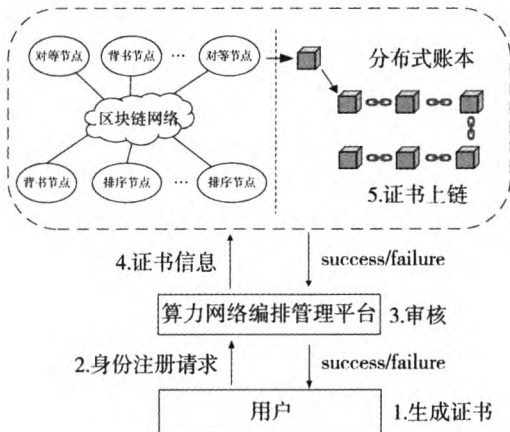 对等节点 背书节点 … 对等节点
分布式账本
区块链网络
背书节点 排序节点 … 排序节点
5.证书上链
4.证书信息 success/failure
算力网络编排管理平台 3.审核
2.身份注册请求 success/failure
用户 1.生成证书